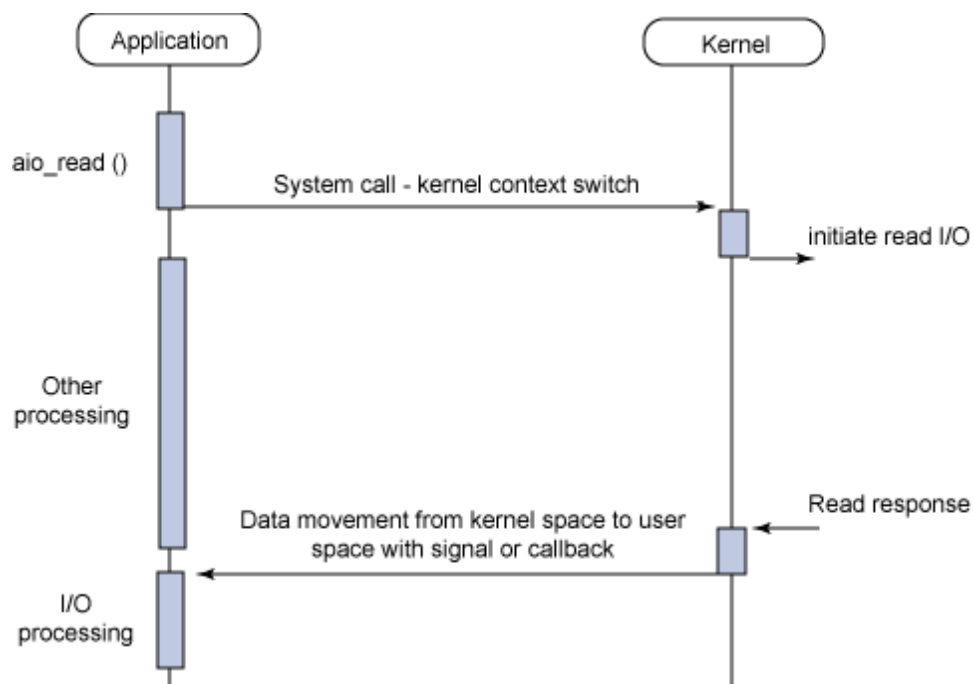 Application
Kernel
aio_read ()
System call - kernel context switch
initiate read I/O
Other
processing
Read response
Data movement from kernel space to user
space with signal or callback
I/O
processing